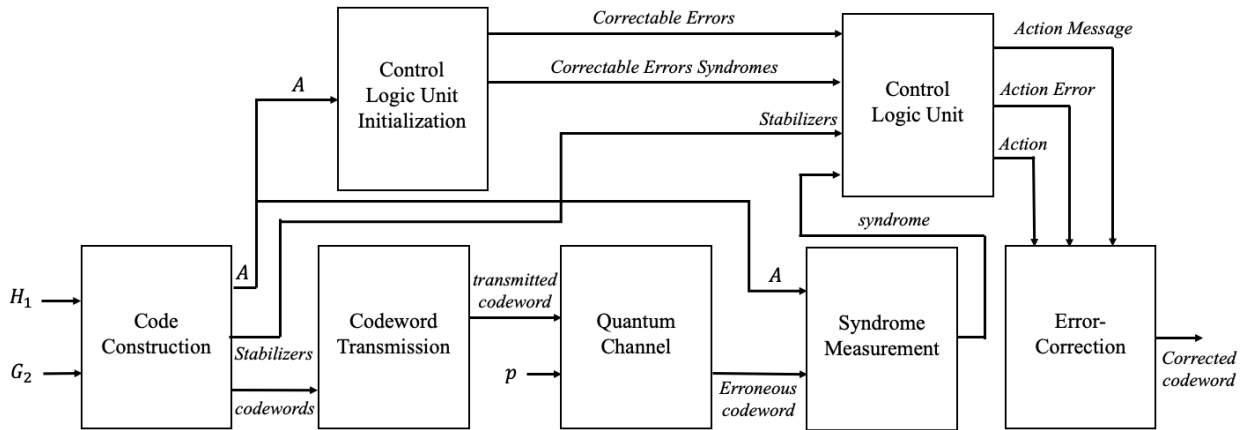 Correctable Errors
Action Message
Control
Logic Unit
Initialization
A
Correctable Errors Syndromes
Control
Logic Unit
Action Error
Stabilizers
Action
syndrome
H₁
G₂
Code
Construction
A
Stabilizers
codewords
Codeword
Transmission
transmitted
codeword
p
Quantum
Channel
Erroneous
codeword
A
Syndrome
Measurement
Error-
Correction
Corrected
codeword